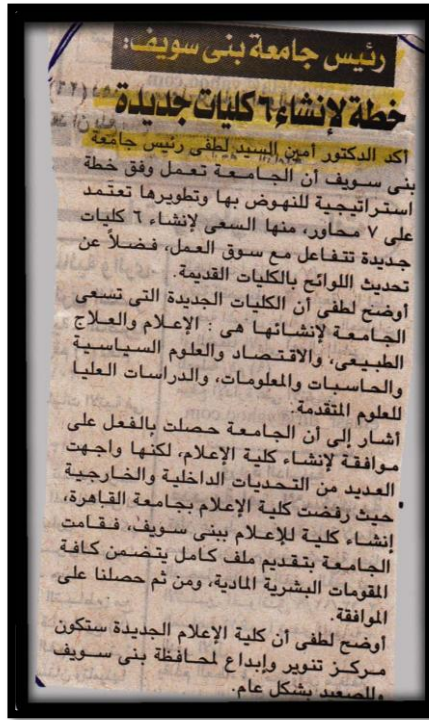 رئيس جامعة بنى سويف:
خطة لإنشاء ٦ كليات جديدة
أكد الدكتور أمين السيد لطفى رئيس جامعة
بنى سويف أن الجامعة تعمل وفق خطة
استراتيجية للنهوض بها وتطويرها تعتمد
على ٧ محاور، منها السعى لإنشاء ٦ كليات
جديدة تتفاعل مع سوق العمل، فضلاً عن
تحديث اللوائح بالكليات القديمة.
أوضح لطفى أن الكليات الجديدة التى تسعى
الجامعة لإنشائها هى : الإعلام والعلاج
الطبيعى، والاقتصاد والعلوم السياسية
والحاسبات والمعلومات، والدراسات العليا
للعلوم المتقدمة.
أشار إلى أن الجامعة حصلت بالفعل على
موافقة لإنشاء كلية الإعلام، لكنها واجهت
العديد من التحديات الداخلية والخارجية
حيث رفضت كلية الإعلام بجامعة القاهرة،
إنشاء كلية للإعلام ببنى سويف، فقامت
الجامعة بتقديم ملف كامل يتضمن كافة
المقومات البشرية المادية، ومن ثم حصلنا على
الموافقة.
أوضح لطفى أن كلية الإعلام الجديدة ستكون
مركز تنوير وإبداع لمحافظة بنى سويف
والصعيد بشكل عام.